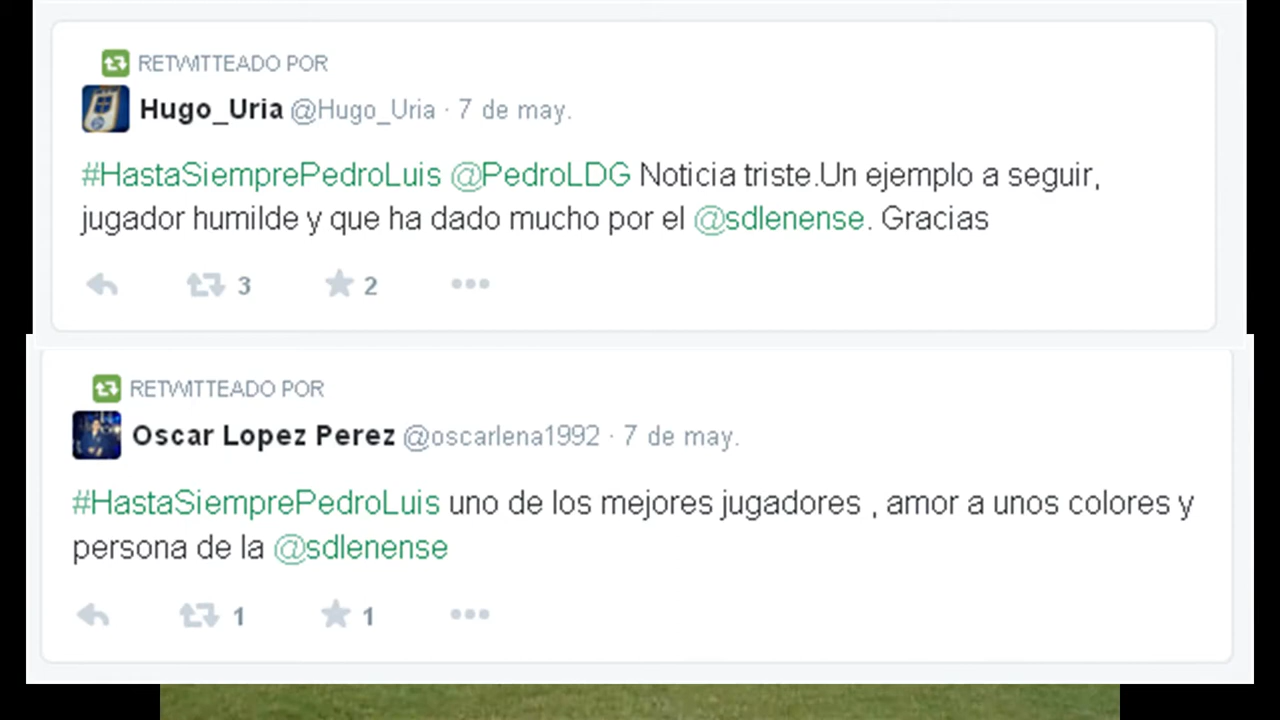 RETWITTEADO POR
Hugo_Uria @Hugo_Uria · 7 de may.
#HastaSiemprePedroLuis @PedroLDG Noticia triste.Un ejemplo a seguir,
jugador humilde y que ha dado mucho por el @sdlenense. Gracias
3 2
RETWITTEADO POR
Oscar Lopez Perez @oscarlena1992 · 7 de may.
#HastaSiemprePedroLuis uno de los mejores jugadores , amor a unos colores y
persona de la @sdlenense
1 1